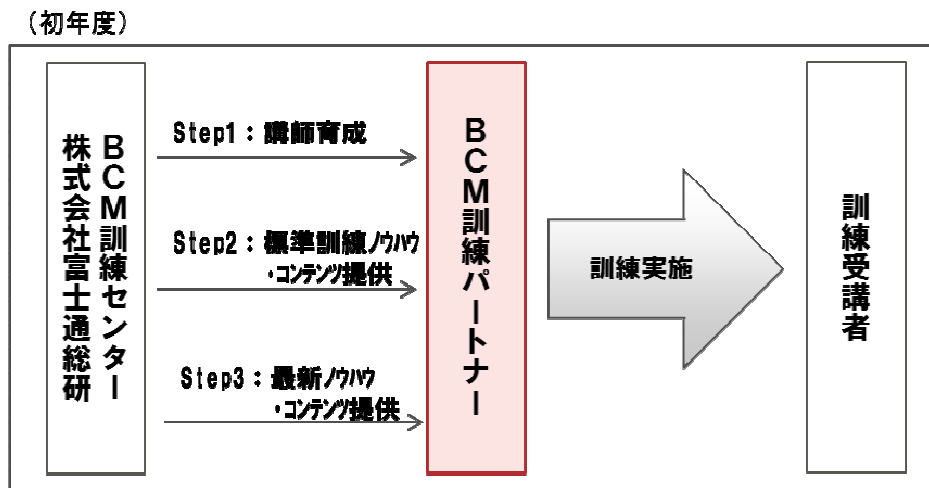 （初年度）
株式会社富士通総研
ＢＣＭ訓練センター
Step1：講師育成
Step2：標準訓練ﾉｳﾊｳ
・ｺﾝﾃﾝﾂ提供
Step3：最新ﾉｳﾊｳ
・ｺﾝﾃﾝﾂ提供
ＢＣＭ訓練パートナー
訓練実施
訓練受講者